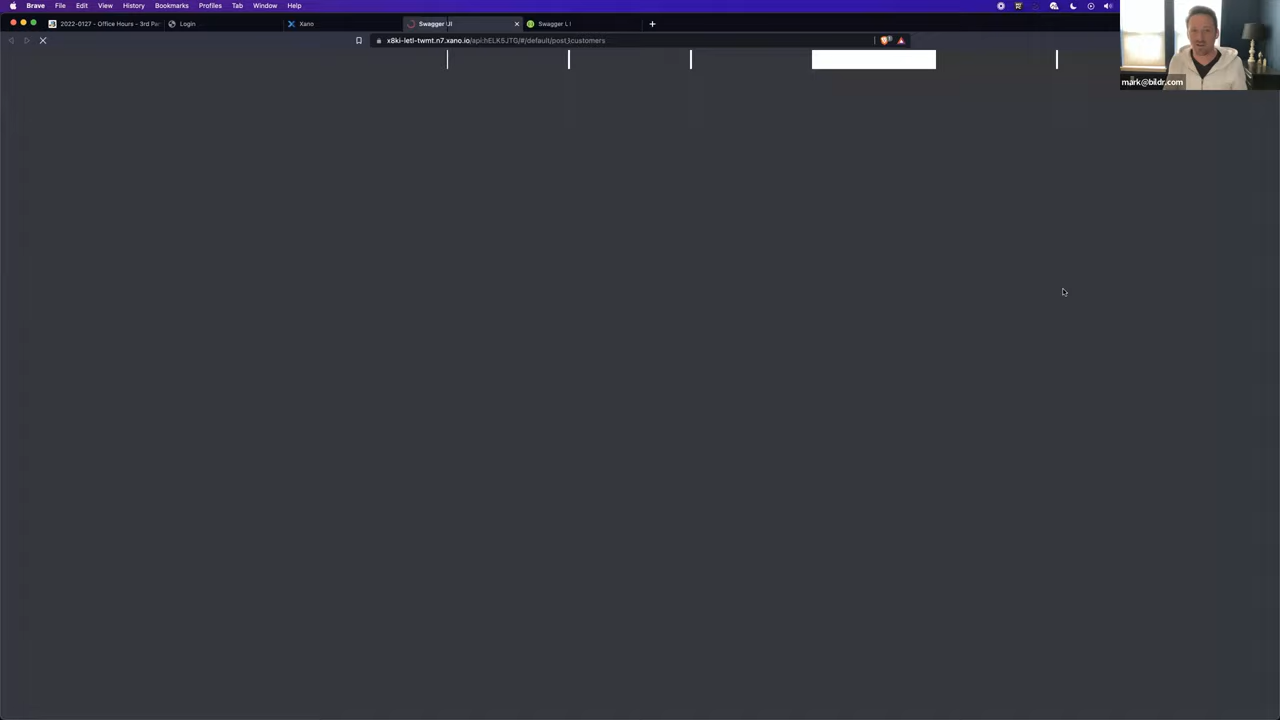 Brave File Edit View History Bookmarks Profiles Tab Window Help
2022-0127 - Office Hours - 3rd Par
Login
Xano
Swagger UI
Swagger UI
x8ki-letl-twmt.n7.xano.io/api:hELK5JTG/#/default/post_customers
mark@bildr.com